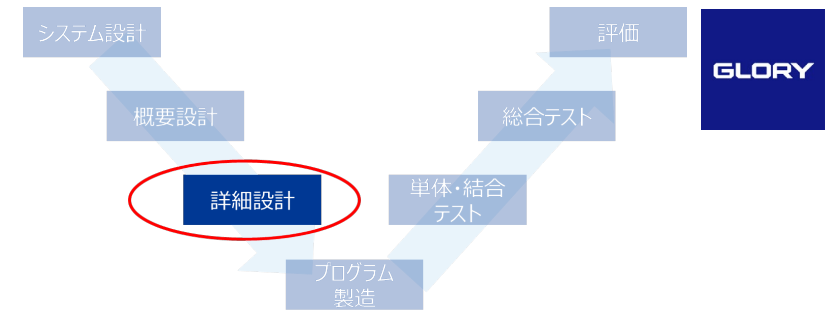 システム設計
評価
GLORY
概要設計
総合テスト
詳細設計
単体・結合
テスト
プログラム
製造